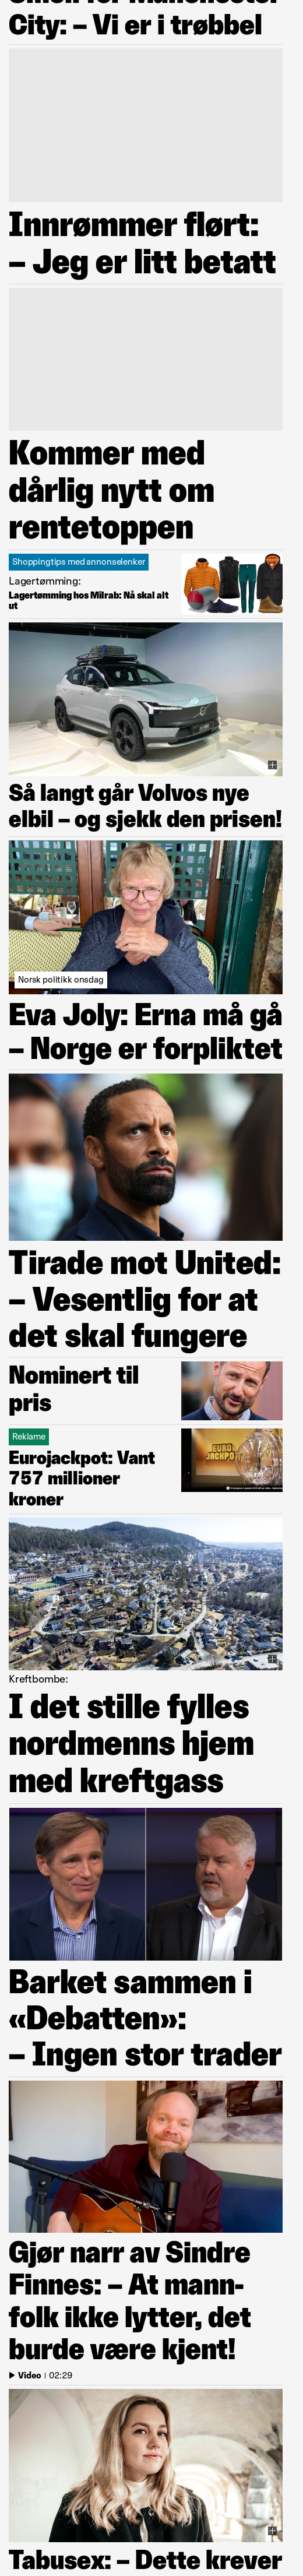 City: – Vi er i trøbbel
Innrømmer flørt:
– Jeg er litt betatt
Kommer med
dårlig nytt om
rentetoppen
Shoppingtips med annonselenker
Lagertømming:
Lagertømming hos Milrab: Nå skal alt
ut
Så langt går Volvos nye
elbil – og sjekk den prisen!
Norsk politikk onsdag
Eva Joly: Erna må gå
– Norge er forpliktet
Tirade mot United:
– Vesentlig for at
det skal fungere
Nominert til
pris
Reklame
EURO
JACKPOT
Eurojackpot: Vant
757 millioner
kroner
Kreftbombe:
I det stille fylles
nordmenns hjem
med kreftgass
Barket sammen i
«Debatten»:
– Ingen stor trader
Gjør narr av Sindre
Finnes: – At mann-
folk ikke lytter, det
burde være kjent!
Video | 02:29
Tabusex: – Dette krever